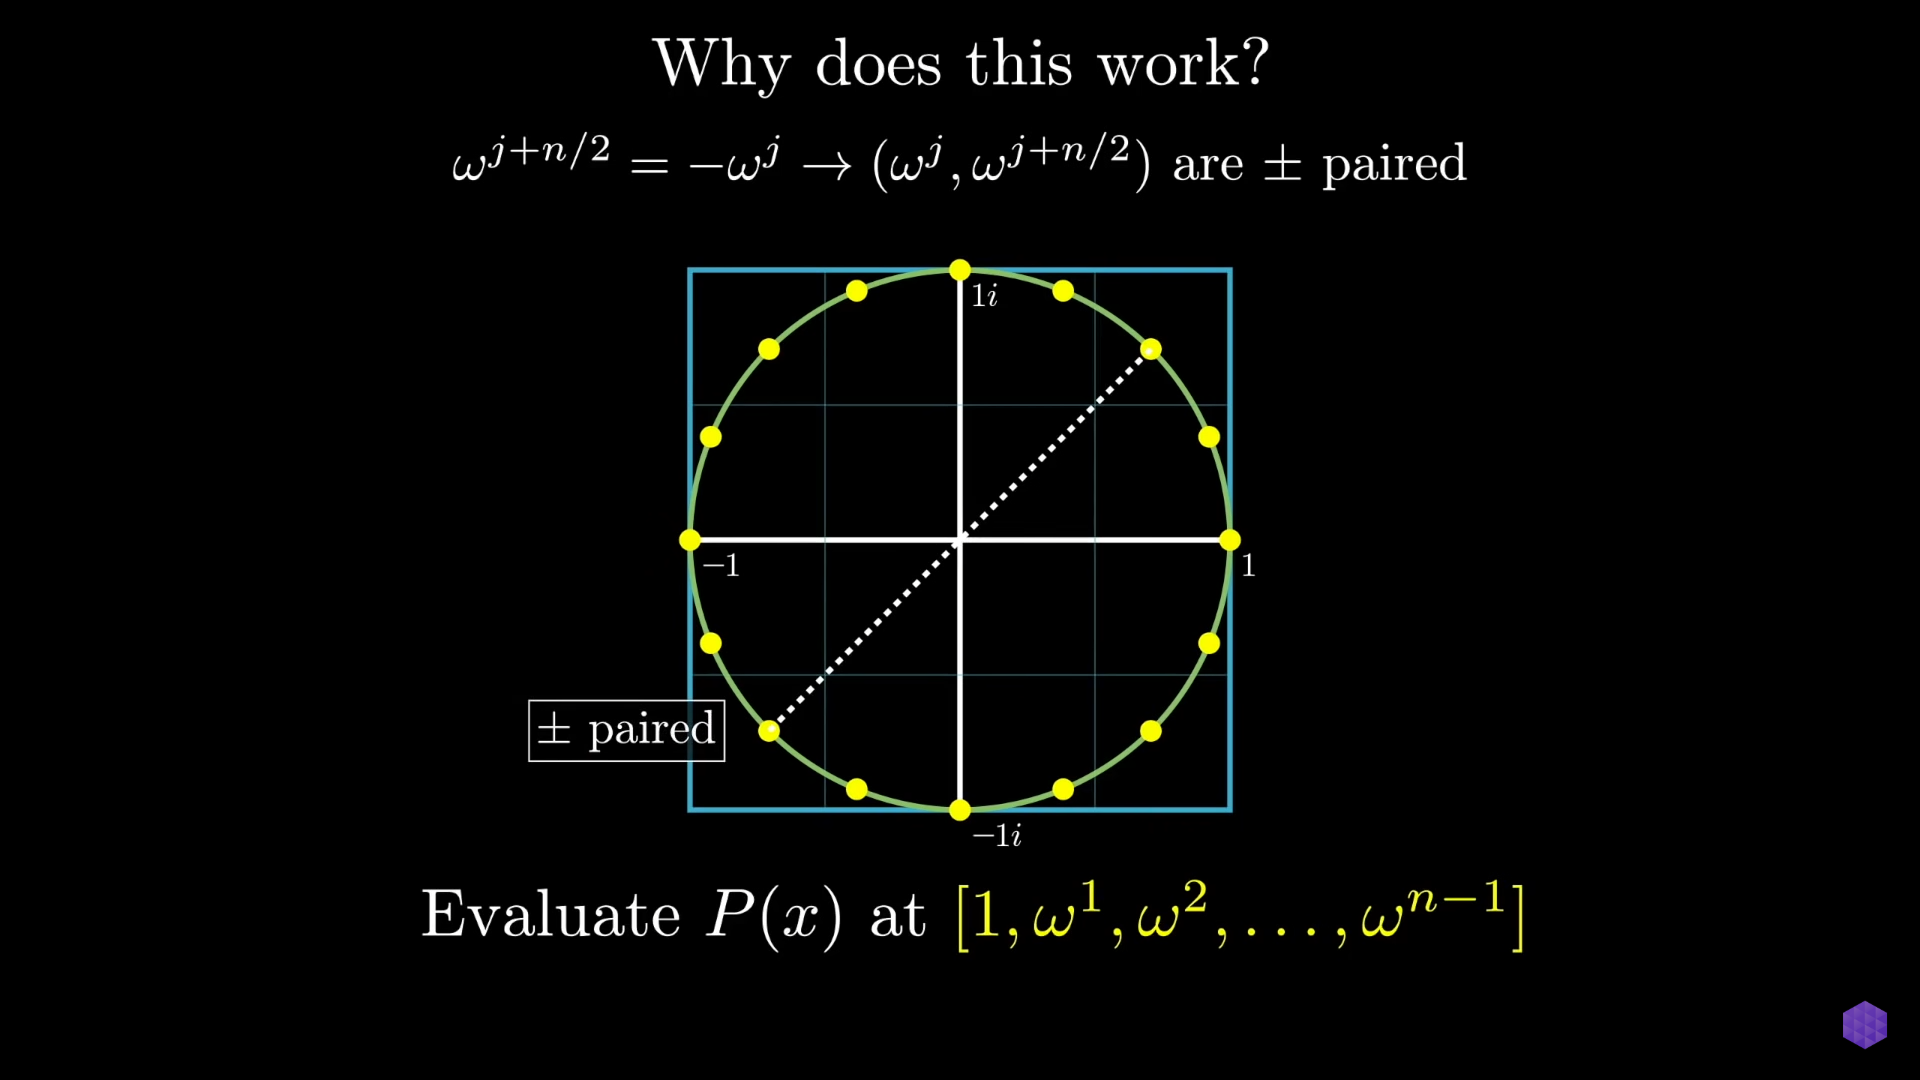 Why does this work?
ω^{j+n/2} = −ω^j → (ω^j, ω^{j+n/2}) are ± paired
1i
−1
1
± paired
−1i
Evaluate P(x) at [1, ω^1, ω^2, . . . , ω^{n−1}]